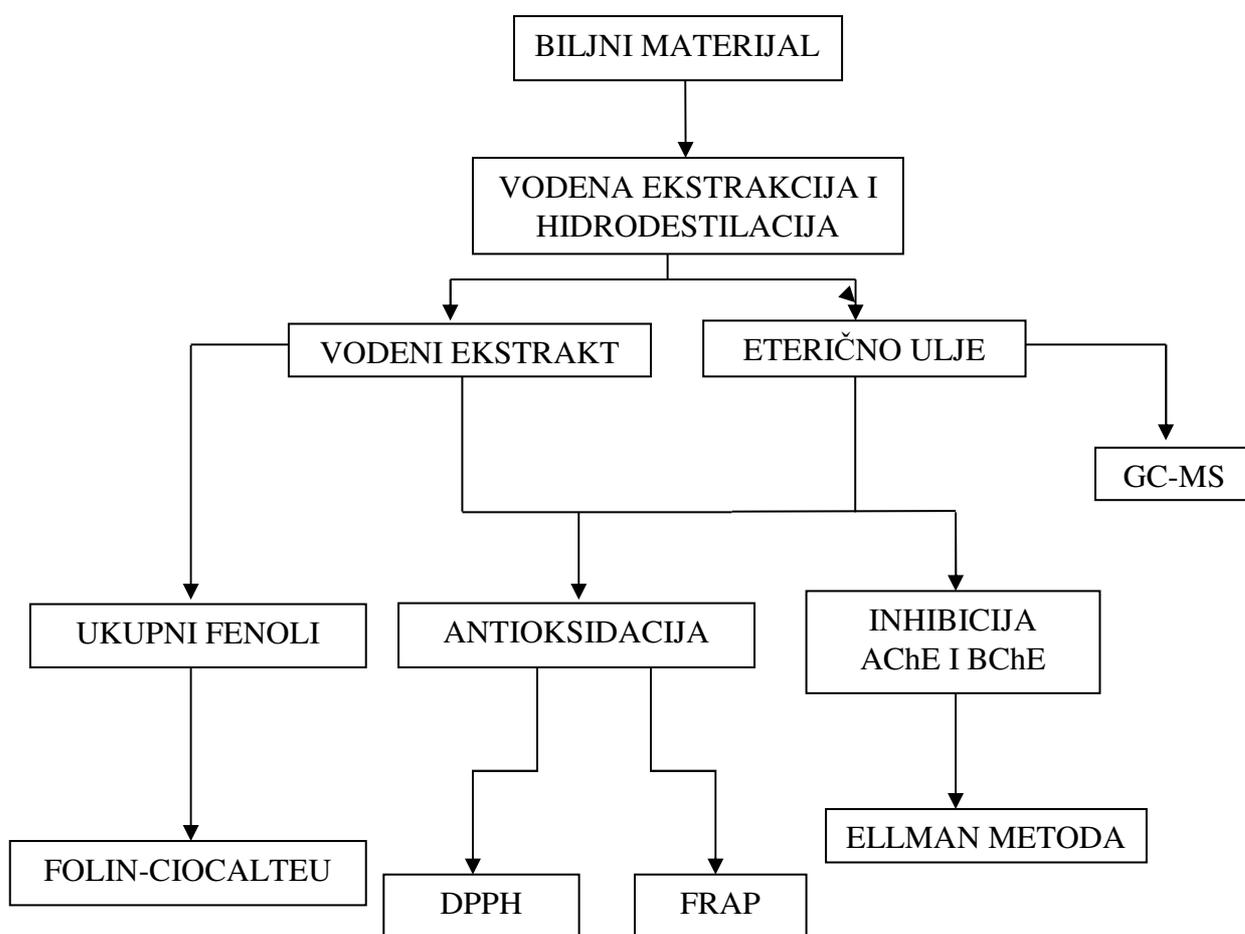 BILJNI MATERIJAL
VODENA EKSTRAKCIJA I
HIDRODESTILACIJA
VODENI EKSTRAKT
ETERIČNO ULJE
GC-MS
UKUPNI FENOLI
ANTIOKSIDACIJA
INHIBICIJA
AChE I BChE
FOLIN-CIOCALTEU
DPPH
FRAP
ELLMAN METODA